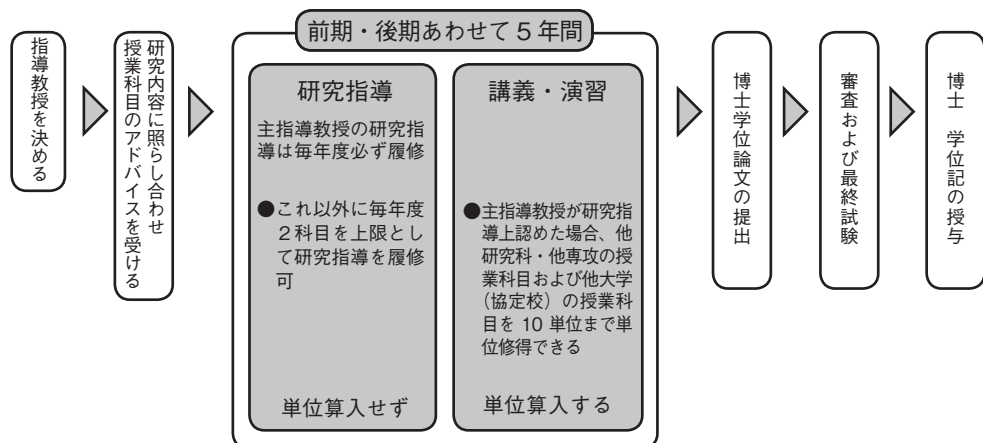 指導教授を決める
研究内容に照らし合わせ
授業科目のアドバイスを受ける
前期・後期あわせて５年間
研究指導
主指導教授の研究指
導は毎年度必ず履修
●これ以外に毎年度
２科目を上限とし
て研究指導を履修
可
単位算入せず
講義・演習
●主指導教授が研究指
導上認めた場合、他
研究科・他専攻の授
業科目および他大学
（協定校）の授業科
目を 10 単位まで単
位修得できる
単位算入する
博士学位論文の提出
審査および最終試験
博士　学位記の授与